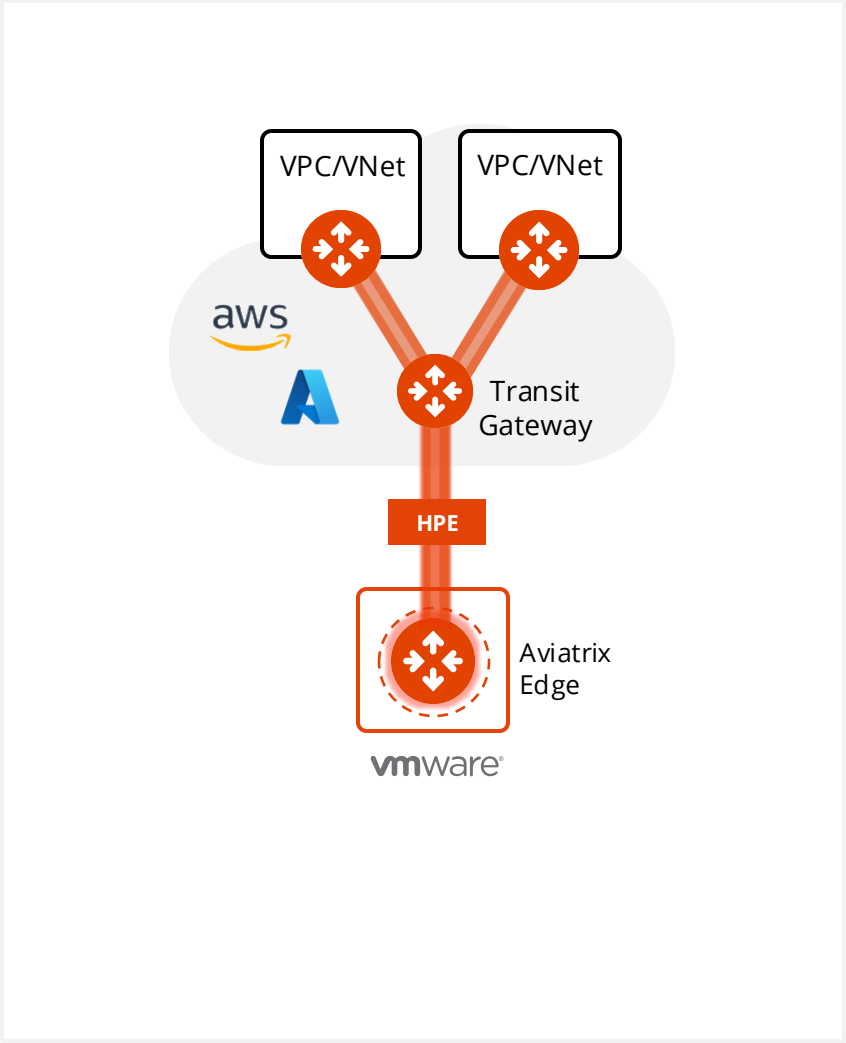 VPC/VNet
VPC/VNet
aws
Transit
Gateway
HPE
Aviatrix
Edge
vmware®